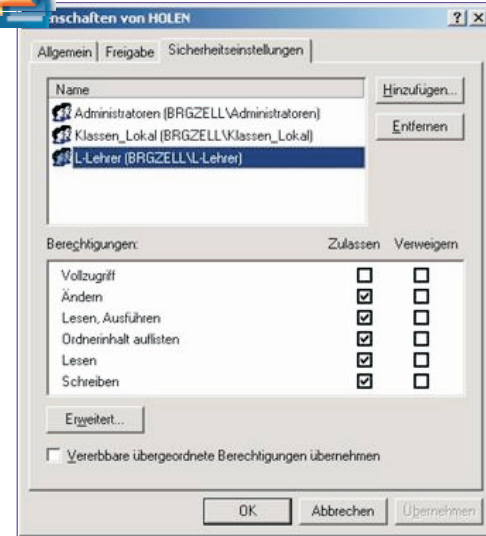 enschaften von HOLEN
Allgemein Freigabe Sicherheitseinstellungen
Name
Administratoren (BRGZELL\Administratoren)
Klassen_Lokal (BRGZELL\Klassen_Lokal)
L-Lehrer (BRGZELL\L-Lehrer)
Hinzufügen...
Entfernen
Berechtigungen: Zulassen Verweigern
Vollzugriff
Ändern
Lesen, Ausführen
Ordnerinhalt auflisten
Lesen
Schreiben
Erweitert...
Vererbbare übergeordnete Berechtigungen übernehmen
OK Abbrechen Übernehmen